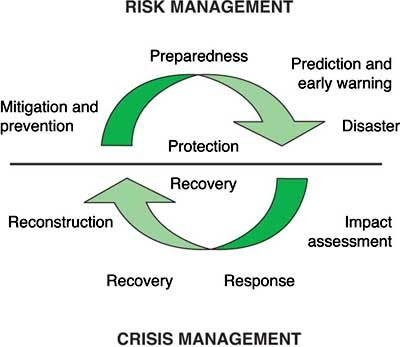 RISK MANAGEMENT
Preparedness
Prediction and
early warning
Mitigation and
prevention
Disaster
Protection
Recovery
Reconstruction
Impact
assessment
Recovery
Response
CRISIS MANAGEMENT